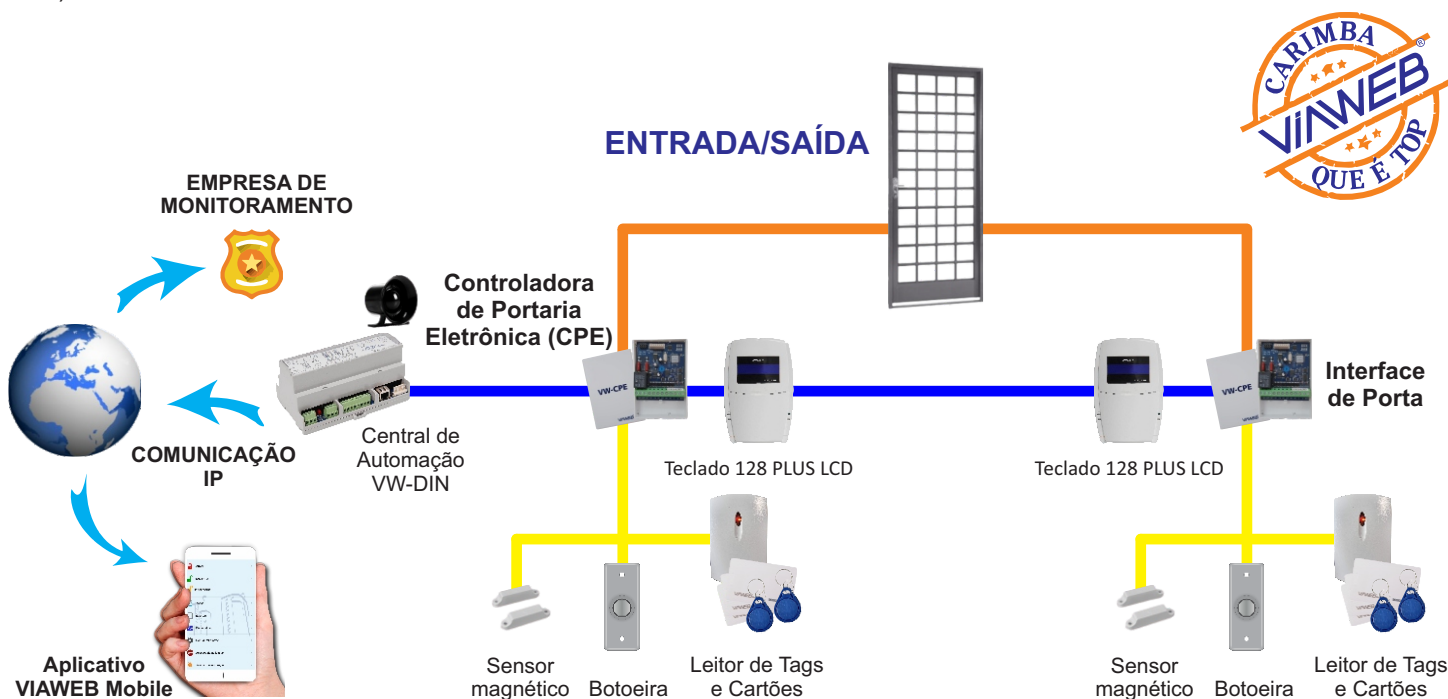 CARIMBA
VIAWEB®
QUE É TOP
ENTRADA/SAÍDA
EMPRESA DE
MONITORAMENTO
Controladora
de Portaria
Eletrônica (CPE)
VW-CPE
VW-CPE
Interface
de Porta
COMUNICAÇÃO
IP
Central de
Automação
VW-DIN
Teclado 128 PLUS LCD
Teclado 128 PLUS LCD
Aplicativo
VIAWEB Mobile
Sensor
magnético
Botoeira
Leitor de Tags
e Cartões
Sensor
magnético
Botoeira
Leitor de Tags
e Cartões